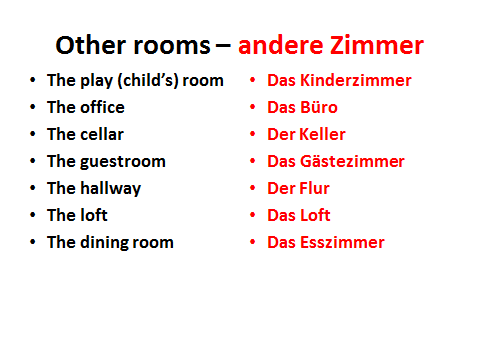 Other rooms – andere Zimmer
• The play (child's) room
• The office
• The cellar
• The guestroom
• The hallway
• The loft
• The dining room
• Das Kinderzimmer
• Das Büro
• Der Keller
• Das Gästezimmer
• Der Flur
• Das Loft
• Das Esszimmer